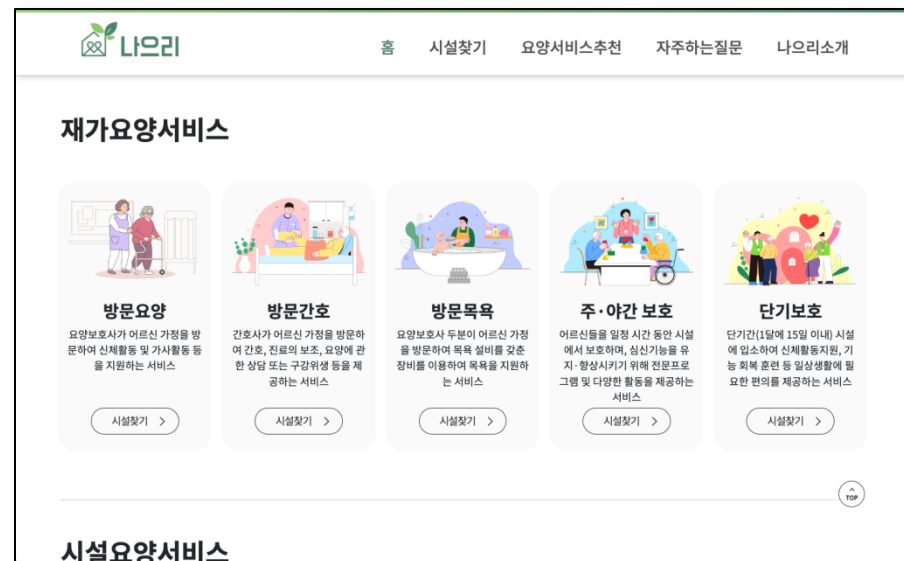 나으리
홈 시설찾기 요양서비스추천 자주하는질문 나으리소개
재가요양서비스
방문요양
요양보호사가 어르신 가정을 방
문하여 신체활동 및 가사활동 등
을 지원하는 서비스
시설찾기 >
방문간호
간호사가 어르신 가정을 방문하
여 간호, 진료의 보조, 요양에 관
한 상담 또는 구강위생 등을 제
공하는 서비스
시설찾기 >
방문목욕
요양보호사 두분이 어르신 가정
을 방문하여 목욕 설비를 갖춘
장비를 이용하여 목욕을 지원하
는 서비스
시설찾기 >
주·야간 보호
어르신들을 일정 시간 동안 시설
에서 보호하며, 심신기능을 유
지·향상시키기 위해 전문프로
그램 및 다양한 활동을 제공하는
서비스
시설찾기 >
단기보호
단기간(1달에 15일 이내) 시설
에 입소하여 신체활동지원, 기
능 회복 훈련 등 일상생활에 필
요한 편의를 제공하는 서비스
시설찾기 >
TOP
시설요양서비스